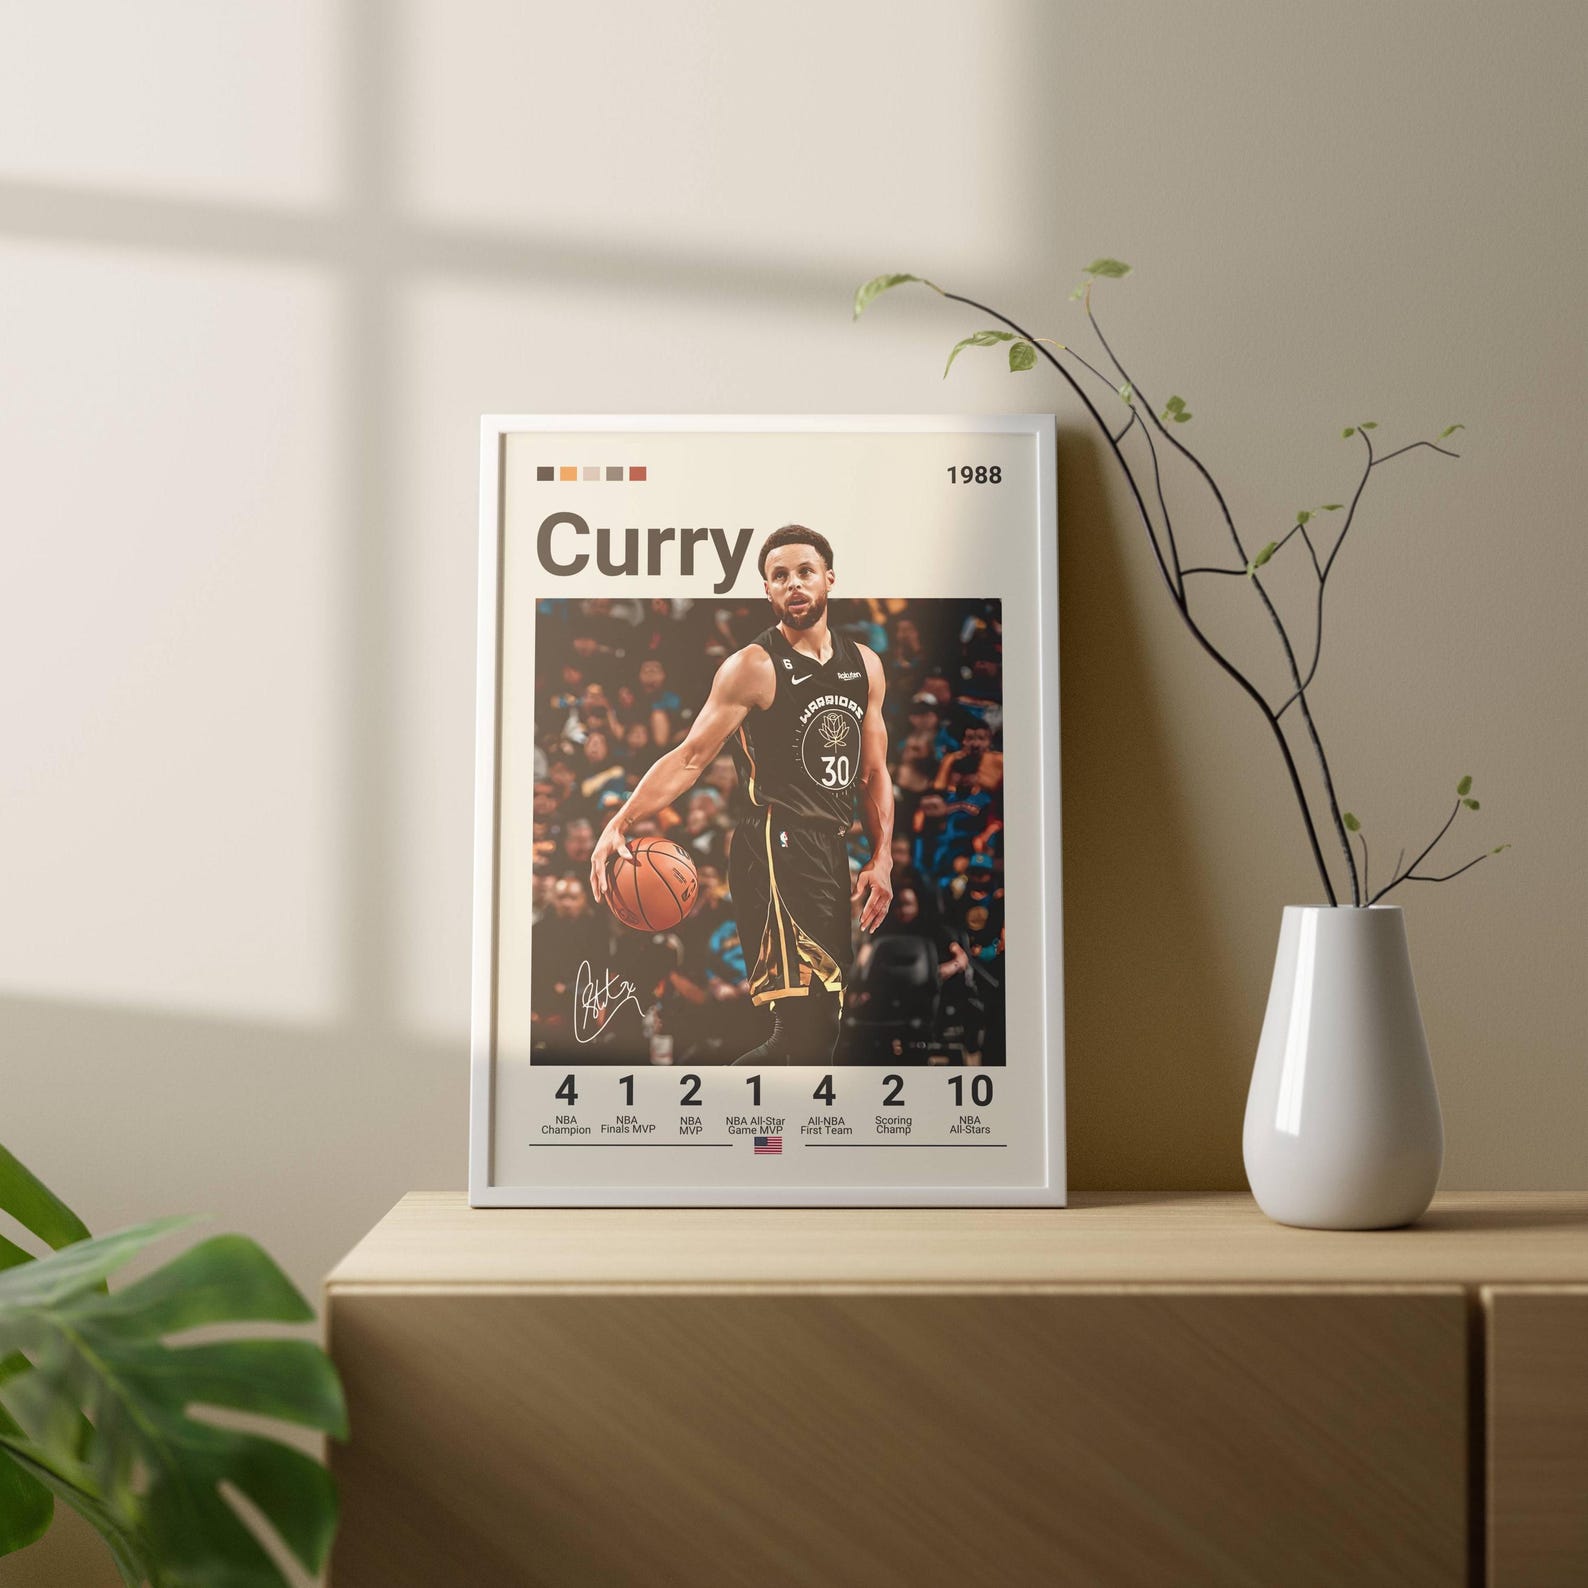 1988
Curry
6
Rakuten
WARRIORS
30
4 1 2 1 4 2 10
NBA Champion
NBA Finals MVP
NBA MVP
NBA All-Star Game MVP
All-NBA First Team
Scoring Champ
NBA All-Stars